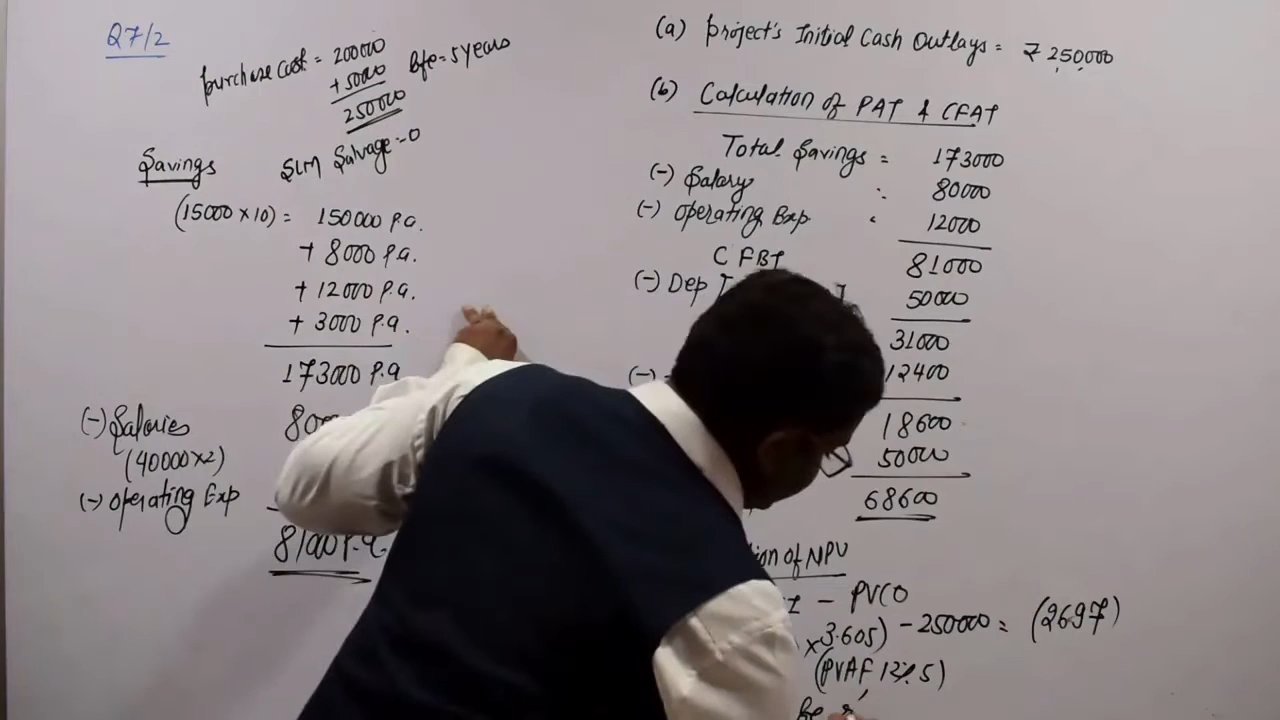 Q7/2
Purchase cost = 200000
+50000
250000
life = 5 years
SLM Salvage = 0
Savings
(15000 × 10) = 150000 P.a.
+ 8000 P.a.
+ 12000 P.a.
+ 3000 P.a.
173000 P.a
(-) Salaries
(40000×2)
(-) Operating Exp
(a) Project's Initial Cash Outlays = ₹ 250000
(b) Calculation of PAT & CFAT
Total Savings = 173000
(-) Salary : 80000
(-) Operating Exp 12000
CFBT 81000
(-) Dep 50000
31000
(-) 12400
18600
50000
68600
of NPV
- PVCO
× 3.605) - 250000 = (2697)
(PVAF 12%, 5)